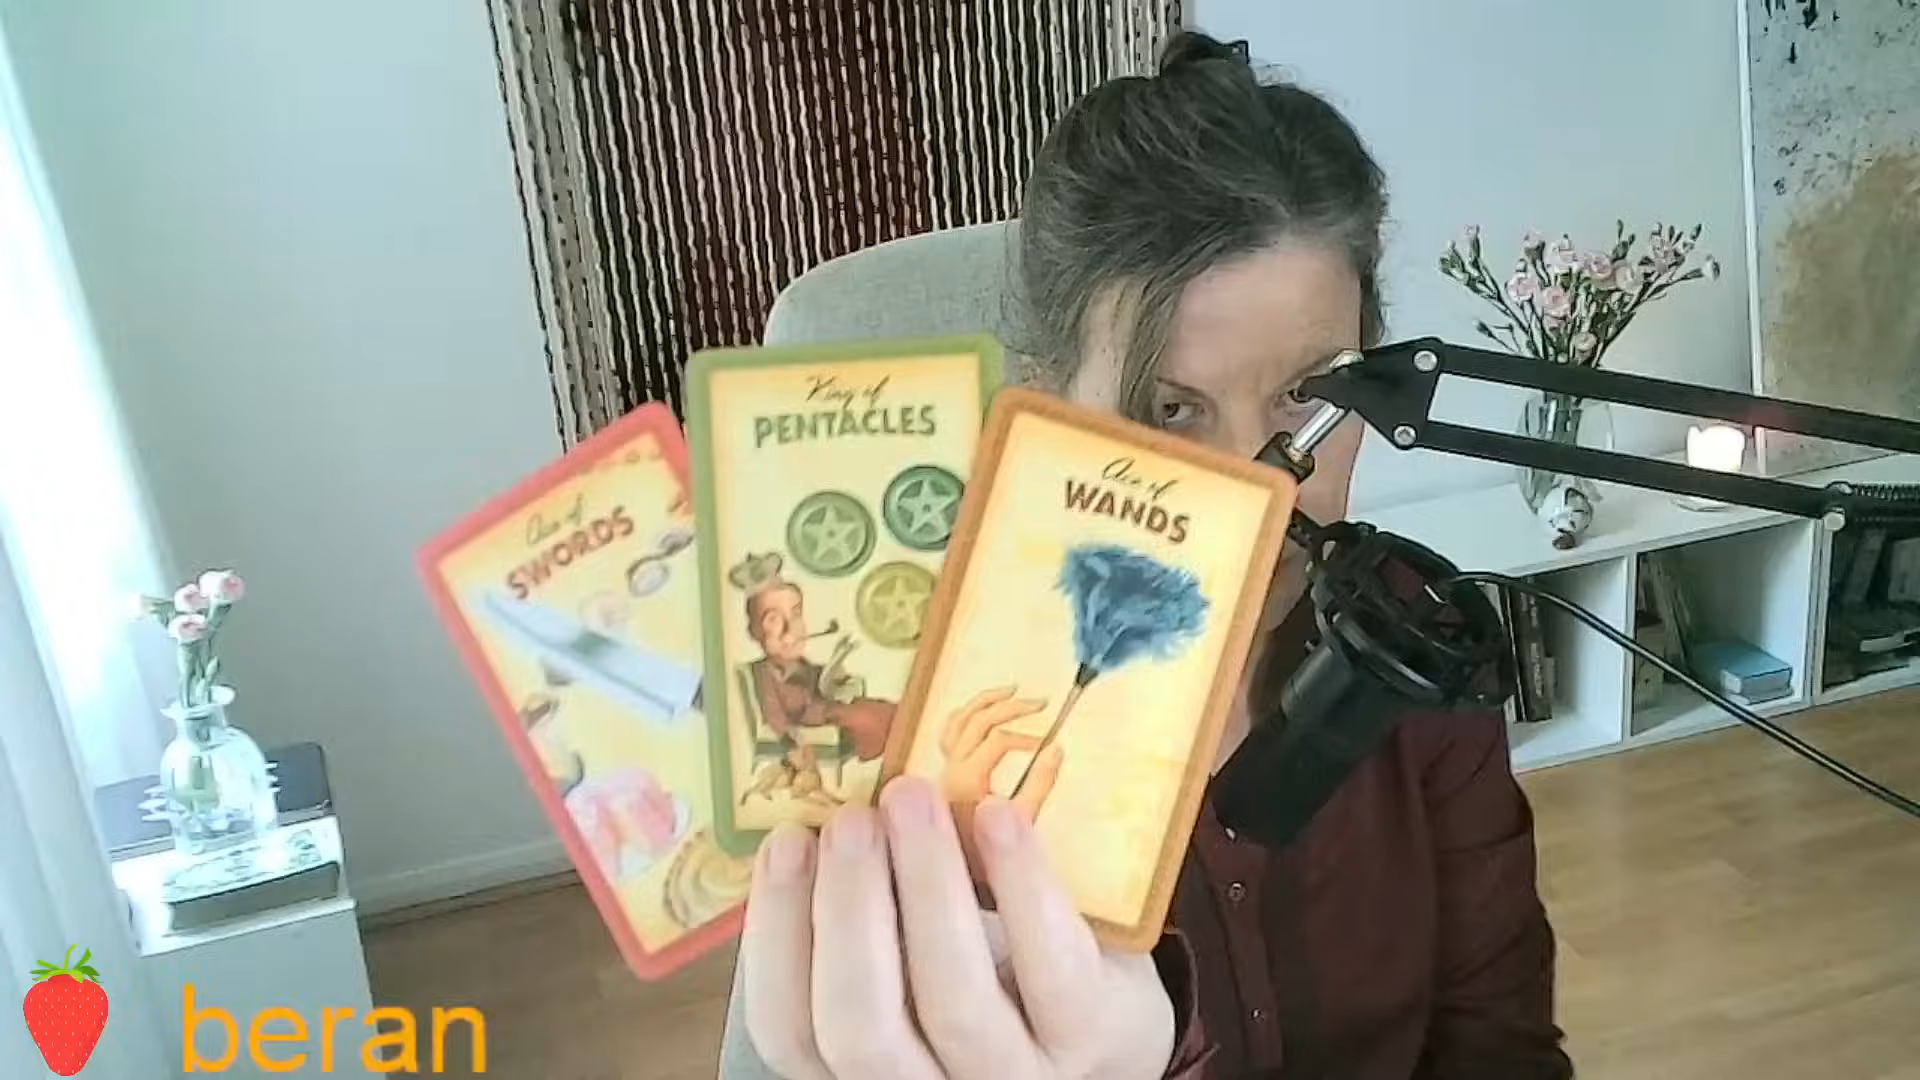 Ace of
SWORDS
King of
PENTACLES
Ace of
WANDS
beran